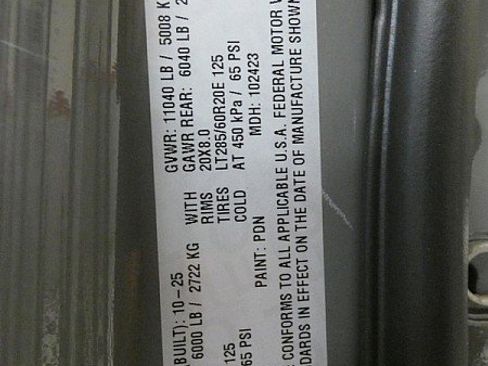 BUILT): 10-25 GVWR: 11040 LB / 5008 K
6000 LB / 2722 KG WITH GAWR REAR: 6040 LB / 2
RIMS 20X8.0
125 TIRES LT285/60R20E 125
65 PSI COLD AT 450 kPa / 65 PSI
PAINT: PDN MDH: 102423
CONFORMS TO ALL APPLICABLE U.S.A. FEDERAL MOTOR
DARDS IN EFFECT ON THE DATE OF MANUFACTURE SHOWN